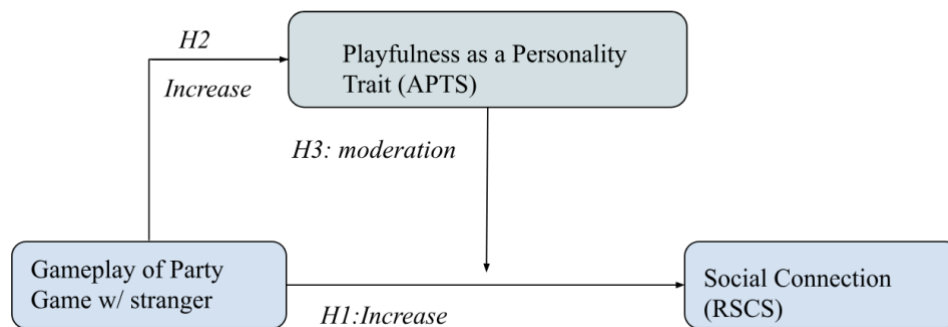 H2
Increase
Playfulness as a Personality
Trait (APTS)
H3: moderation
Gameplay of Party
Game w/ stranger
H1:Increase
Social Connection
(RSCS)